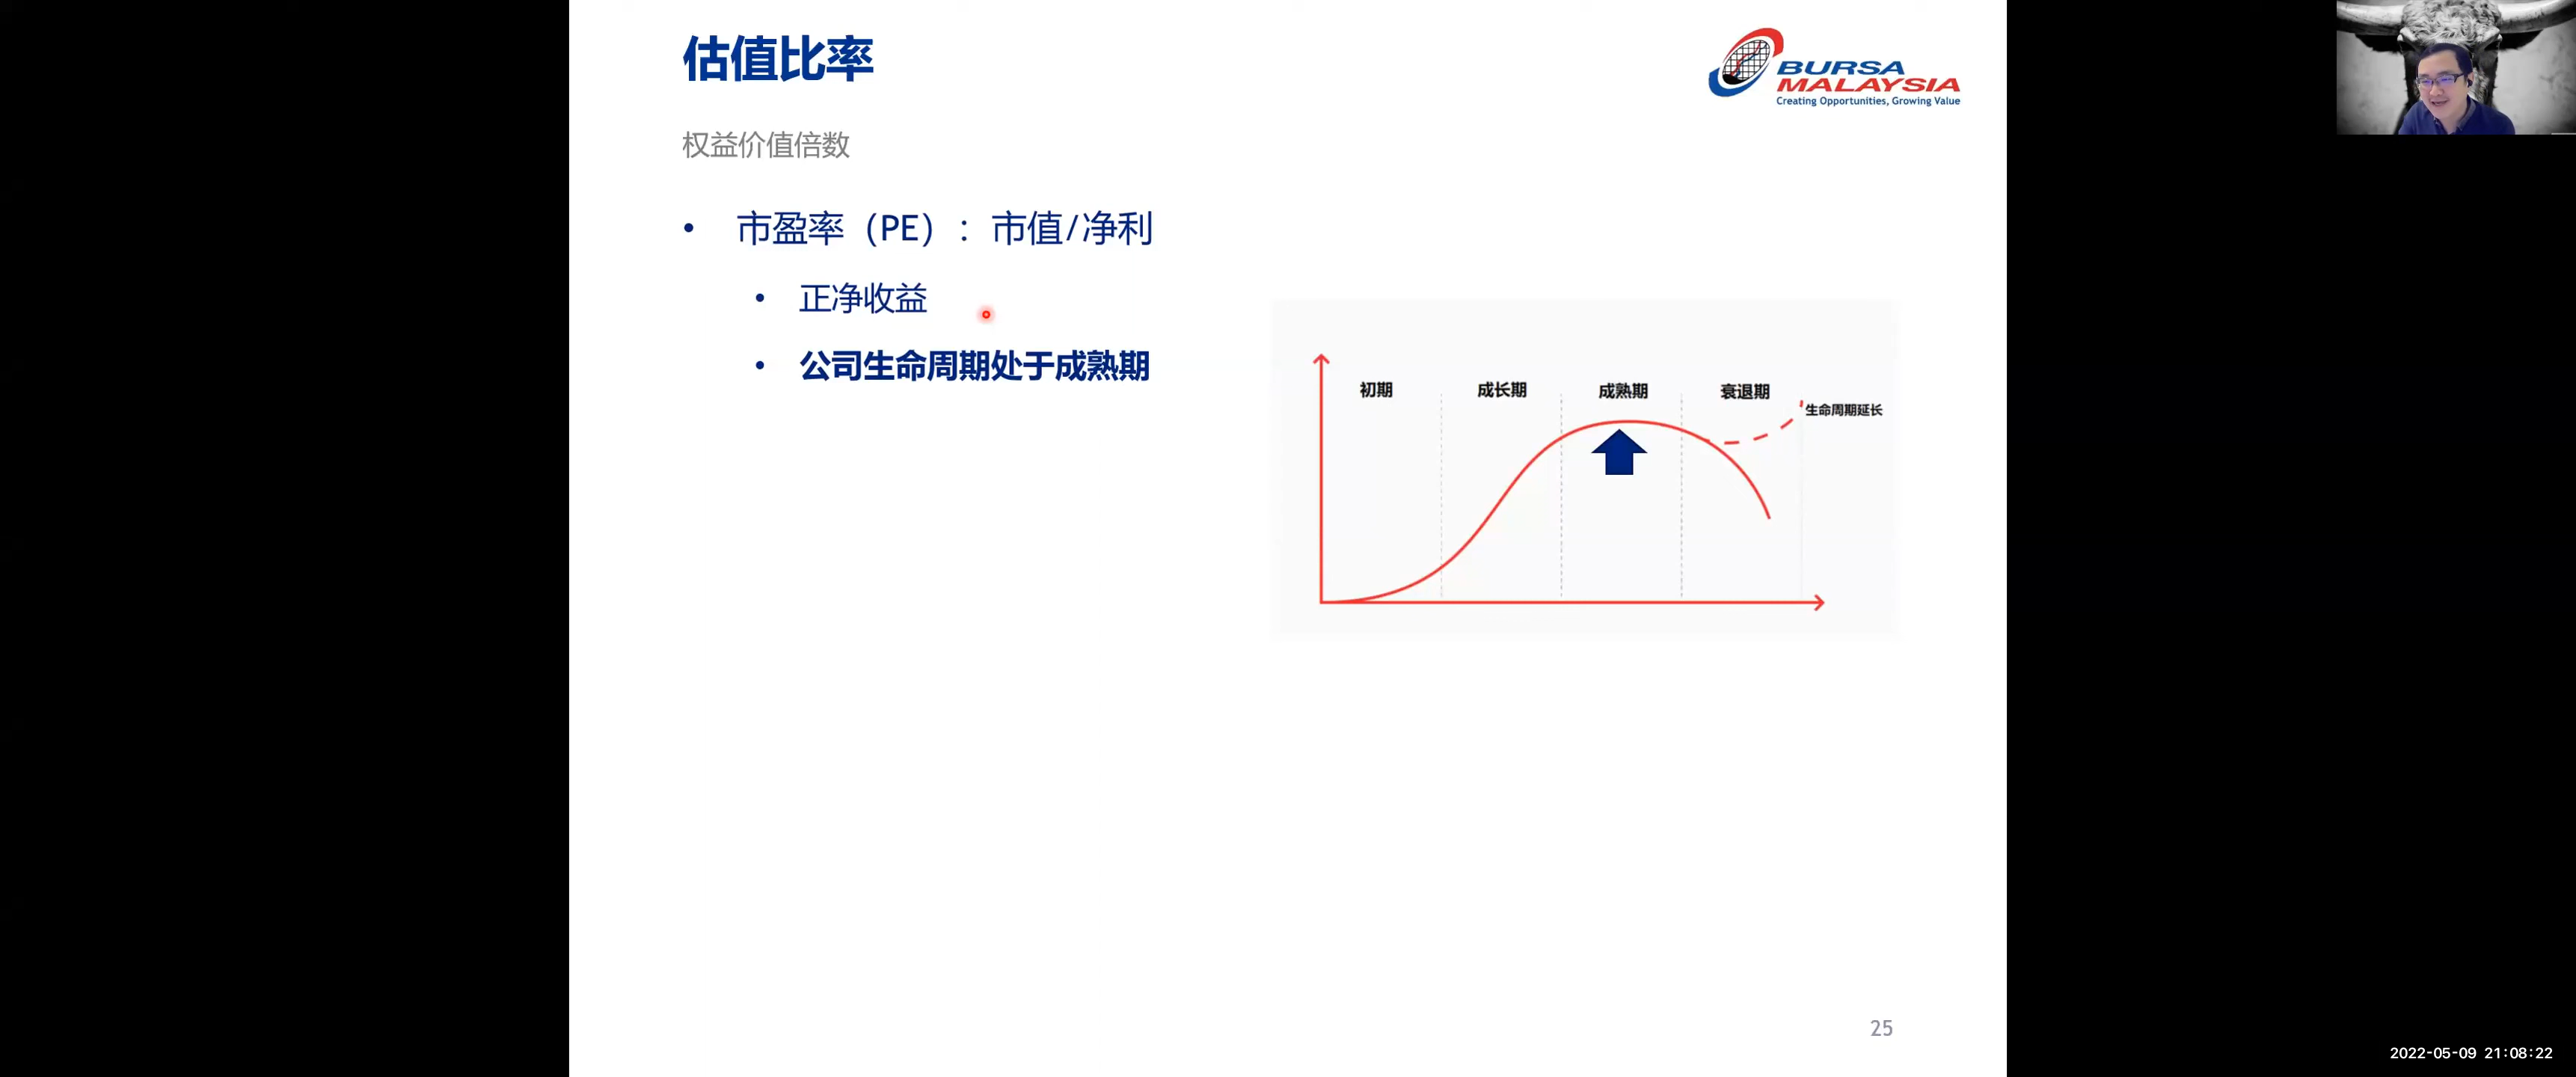 估值比率
BURSA
MALAYSIA
Creating Opportunities, Growing Value
权益价值倍数
• 市盈率（PE）：市值/净利
• 正净收益
• 公司生命周期处于成熟期
初期 成长期 成熟期 衰退期
生命周期延长
25
2022-05-09 21:08:22